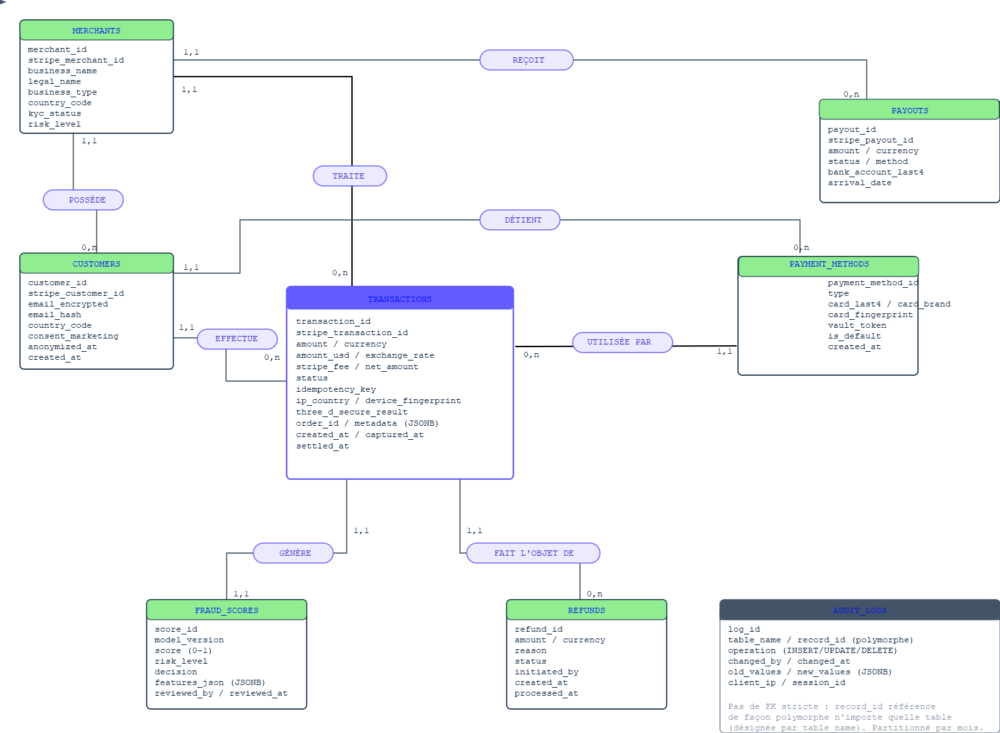 MERCHANTS
merchant_id
stripe_merchant_id
business_name
legal_name
business_type
country_code
kyc_status
risk_level
1,1
REÇOIT
0,n
1,1
PAYOUTS
payout_id
stripe_payout_id
amount / currency
status / method
bank_account_last4
arrival_date
1,1
TRAITE
0,n
POSSÈDE
0,n
DÉTIENT
1,1
0,n
CUSTOMERS
customer_id
stripe_customer_id
email_encrypted
email_hash
country_code
consent_marketing
anonymized_at
created_at
1,1
EFFECTUE
0,n
TRANSACTIONS
transaction_id
stripe_transaction_id
amount / currency
amount_usd / exchange_rate
stripe_fee / net_amount
status
idempotency_key
ip_country / device_fingerprint
three_d_secure_result
order_id / metadata (JSONB)
created_at / captured_at
settled_at
0,n
UTILISÉE PAR
1,1
PAYMENT_METHODS
payment_method_id
type
card_last4 / card_brand
card_fingerprint
vault_token
is_default
created_at
1,1
GÉNÈRE
1,1
1,1
FAIT L'OBJET DE
0,n
FRAUD_SCORES
score_id
model_version
score (0-1)
risk_level
decision
features_json (JSONB)
reviewed_by / reviewed_at
REFUNDS
refund_id
amount / currency
reason
status
initiated_by
created_at
processed_at
AUDIT_LOGS
log_id
table_name / record_id (polymorphe)
operation (INSERT/UPDATE/DELETE)
changed_by / changed_at
old_values / new_values (JSONB)
client_ip / session_id
Pas de FK stricte : record_id référence
de façon polymorphe n'importe quelle table
(désignée par table_name). Partitionné par mois.